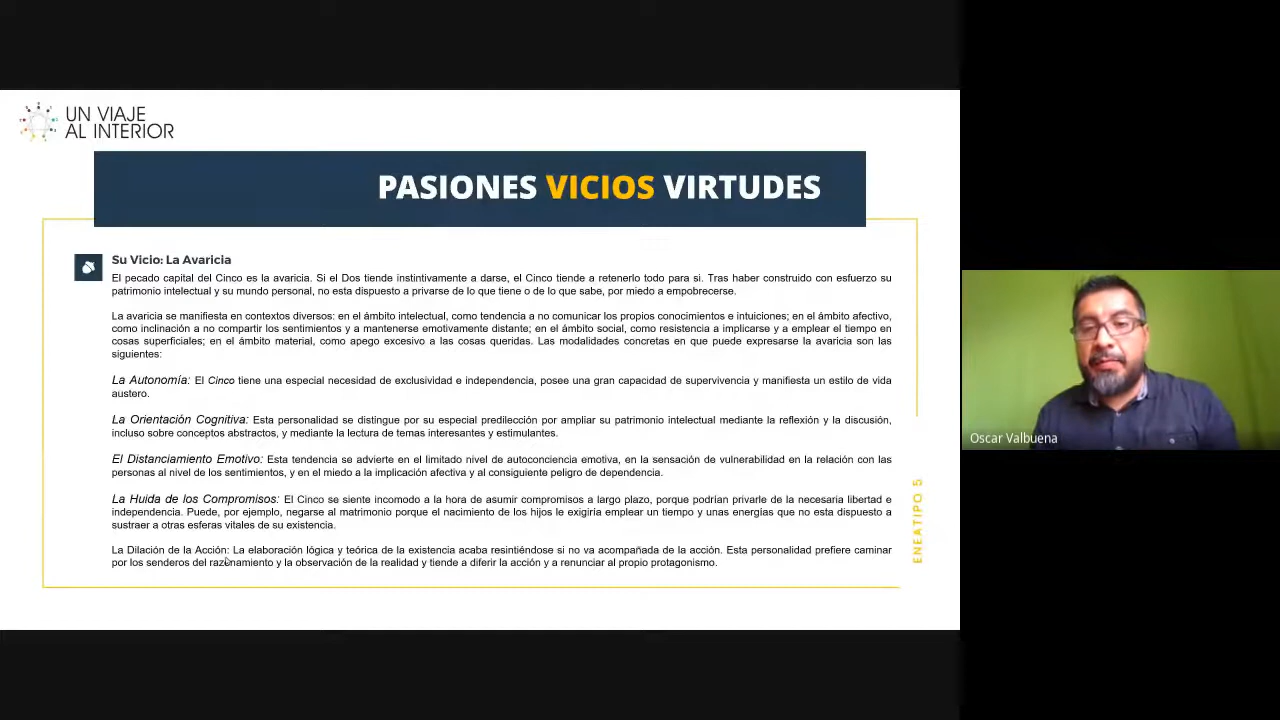 UN VIAJE
AL INTERIOR
PASIONES VICIOS VIRTUDES
Su Vicio: La Avaricia
El pecado capital del Cinco es la avaricia. Si el Dos tiende instintivamente a darse, el Cinco tiende a retenerlo todo para si. Tras haber construido con esfuerzo su
patrimonio intelectual y su mundo personal, no esta dispuesto a privarse de lo que tiene o de lo que sabe, por miedo a empobrecerse.
La avaricia se manifiesta en contextos diversos: en el ámbito intelectual, como tendencia a no comunicar los propios conocimientos e intuiciones; en el ámbito afectivo,
como inclinación a no compartir los sentimientos y a mantenerse emotivamente distante; en el ámbito social, como resistencia a implicarse y a emplear el tiempo en
cosas superficiales; en el ámbito material, como apego excesivo a las cosas queridas. Las modalidades concretas en que puede expresarse la avaricia son las
siguientes:
La Autonomía: El Cinco tiene una especial necesidad de exclusividad e independencia, posee una gran capacidad de supervivencia y manifiesta un estilo de vida
austero.
La Orientación Cognitiva: Esta personalidad se distingue por su especial predilección por ampliar su patrimonio intelectual mediante la reflexión y la discusión,
incluso sobre conceptos abstractos, y mediante la lectura de temas interesantes y estimulantes.
El Distanciamiento Emotivo: Esta tendencia se advierte en el limitado nivel de autoconciencia emotiva, en la sensación de vulnerabilidad en la relación con las
personas al nivel de los sentimientos, y en el miedo a la implicación afectiva y al consiguiente peligro de dependencia.
La Huida de los Compromisos: El Cinco se siente incomodo a la hora de asumir compromisos a largo plazo, porque podrían privarle de la necesaria libertad e
independencia. Puede, por ejemplo, negarse al matrimonio porque el nacimiento de los hijos le exigiría emplear un tiempo y unas energías que no esta dispuesto a
sustraer a otras esferas vitales de su existencia.
La Dilación de la Acción: La elaboración lógica y teórica de la existencia acaba resintiéndose si no va acompañada de la acción. Esta personalidad prefiere caminar
por los senderos del razonamiento y la observación de la realidad y tiende a diferir la acción y a renunciar al propio protagonismo.
ENEATIPO 5
Oscar Valbuena